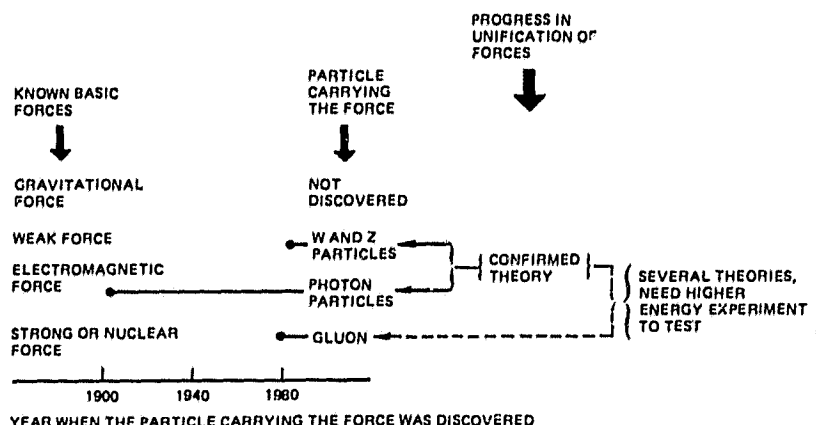 PROGRESS IN
UNIFICATION OF
FORCES
PARTICLE
CARRYING
THE FORCE
KNOWN BASIC
FORCES
GRAVITATIONAL
FORCE
NOT
DISCOVERED
WEAK FORCE
W AND Z
PARTICLES
ELECTROMAGNETIC
FORCE
PHOTON
PARTICLES
CONFIRMED
THEORY
SEVERAL THEORIES,
NEED HIGHER
ENERGY EXPERIMENT
TO TEST
STRONG OR NUCLEAR
FORCE
GLUON
1900 1940 1980
YEAR WHEN THE PARTICLE CARRYING THE FORCE WAS DISCOVERED